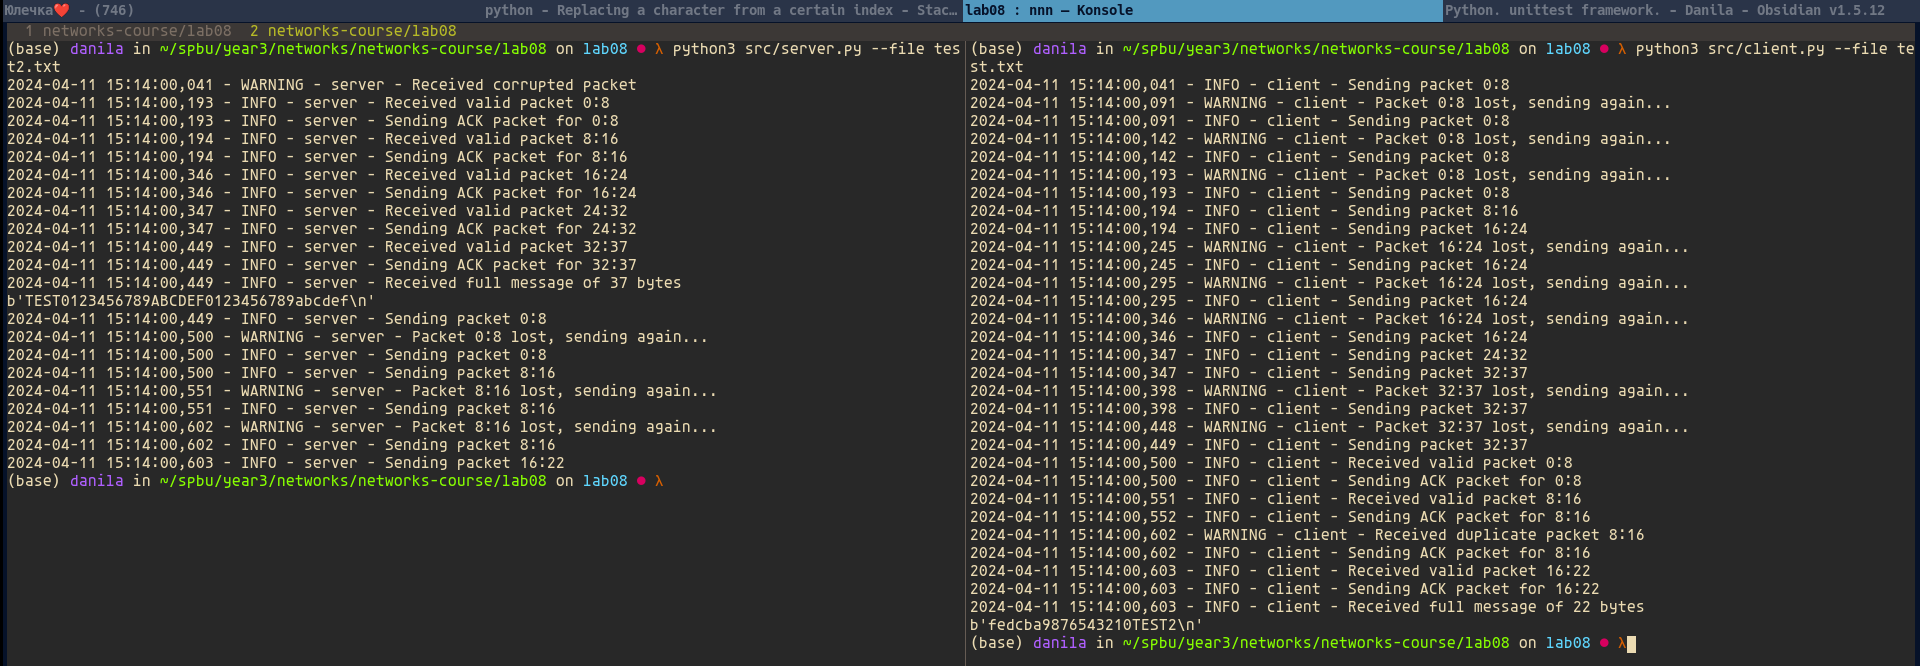 Юлечка❤️ - (746)
python - Replacing a character from a certain index - Stac…
lab08 : nnn — Konsole
Python. unittest framework. - Danila - Obsidian v1.5.12
1 networks-course/lab08  2 networks-course/lab08
(base) danila in ~/spbu/year3/networks/networks-course/lab08 on lab08 ● λ python3 src/server.py --file tes
t2.txt
2024-04-11 15:14:00,041 - WARNING - server - Received corrupted packet
2024-04-11 15:14:00,193 - INFO - server - Received valid packet 0:8
2024-04-11 15:14:00,193 - INFO - server - Sending ACK packet for 0:8
2024-04-11 15:14:00,194 - INFO - server - Received valid packet 8:16
2024-04-11 15:14:00,194 - INFO - server - Sending ACK packet for 8:16
2024-04-11 15:14:00,346 - INFO - server - Received valid packet 16:24
2024-04-11 15:14:00,346 - INFO - server - Sending ACK packet for 16:24
2024-04-11 15:14:00,347 - INFO - server - Received valid packet 24:32
2024-04-11 15:14:00,347 - INFO - server - Sending ACK packet for 24:32
2024-04-11 15:14:00,449 - INFO - server - Received valid packet 32:37
2024-04-11 15:14:00,449 - INFO - server - Sending ACK packet for 32:37
2024-04-11 15:14:00,449 - INFO - server - Received full message of 37 bytes
b'TEST0123456789ABCDEF0123456789abcdef\n'
2024-04-11 15:14:00,449 - INFO - server - Sending packet 0:8
2024-04-11 15:14:00,500 - WARNING - server - Packet 0:8 lost, sending again...
2024-04-11 15:14:00,500 - INFO - server - Sending packet 0:8
2024-04-11 15:14:00,500 - INFO - server - Sending packet 8:16
2024-04-11 15:14:00,551 - WARNING - server - Packet 8:16 lost, sending again...
2024-04-11 15:14:00,551 - INFO - server - Sending packet 8:16
2024-04-11 15:14:00,602 - WARNING - server - Packet 8:16 lost, sending again...
2024-04-11 15:14:00,602 - INFO - server - Sending packet 8:16
2024-04-11 15:14:00,603 - INFO - server - Sending packet 16:22
(base) danila in ~/spbu/year3/networks/networks-course/lab08 on lab08 ● λ
(base) danila in ~/spbu/year3/networks/networks-course/lab08 on lab08 ● λ python3 src/client.py --file te
st.txt
2024-04-11 15:14:00,041 - INFO - client - Sending packet 0:8
2024-04-11 15:14:00,091 - WARNING - client - Packet 0:8 lost, sending again...
2024-04-11 15:14:00,091 - INFO - client - Sending packet 0:8
2024-04-11 15:14:00,142 - WARNING - client - Packet 0:8 lost, sending again...
2024-04-11 15:14:00,142 - INFO - client - Sending packet 0:8
2024-04-11 15:14:00,193 - WARNING - client - Packet 0:8 lost, sending again...
2024-04-11 15:14:00,193 - INFO - client - Sending packet 0:8
2024-04-11 15:14:00,194 - INFO - client - Sending packet 8:16
2024-04-11 15:14:00,194 - INFO - client - Sending packet 16:24
2024-04-11 15:14:00,245 - WARNING - client - Packet 16:24 lost, sending again...
2024-04-11 15:14:00,245 - INFO - client - Sending packet 16:24
2024-04-11 15:14:00,295 - WARNING - client - Packet 16:24 lost, sending again...
2024-04-11 15:14:00,295 - INFO - client - Sending packet 16:24
2024-04-11 15:14:00,346 - WARNING - client - Packet 16:24 lost, sending again...
2024-04-11 15:14:00,346 - INFO - client - Sending packet 16:24
2024-04-11 15:14:00,347 - INFO - client - Sending packet 24:32
2024-04-11 15:14:00,347 - INFO - client - Sending packet 32:37
2024-04-11 15:14:00,398 - WARNING - client - Packet 32:37 lost, sending again...
2024-04-11 15:14:00,398 - INFO - client - Sending packet 32:37
2024-04-11 15:14:00,448 - WARNING - client - Packet 32:37 lost, sending again...
2024-04-11 15:14:00,449 - INFO - client - Sending packet 32:37
2024-04-11 15:14:00,500 - INFO - client - Received valid packet 0:8
2024-04-11 15:14:00,500 - INFO - client - Sending ACK packet for 0:8
2024-04-11 15:14:00,551 - INFO - client - Received valid packet 8:16
2024-04-11 15:14:00,552 - INFO - client - Sending ACK packet for 8:16
2024-04-11 15:14:00,602 - WARNING - client - Received duplicate packet 8:16
2024-04-11 15:14:00,602 - INFO - client - Sending ACK packet for 8:16
2024-04-11 15:14:00,603 - INFO - client - Received valid packet 16:22
2024-04-11 15:14:00,603 - INFO - client - Sending ACK packet for 16:22
2024-04-11 15:14:00,603 - INFO - client - Received full message of 22 bytes
b'fedcba9876543210TEST2\n'
(base) danila in ~/spbu/year3/networks/networks-course/lab08 on lab08 ● λ